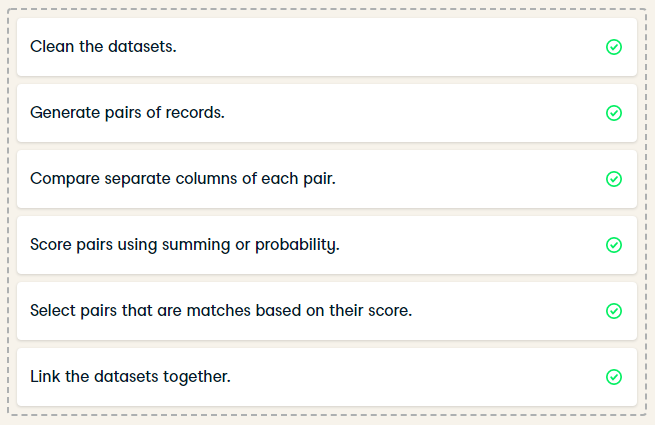 Clean the datasets.
Generate pairs of records.
Compare separate columns of each pair.
Score pairs using summing or probability.
Select pairs that are matches based on their score.
Link the datasets together.